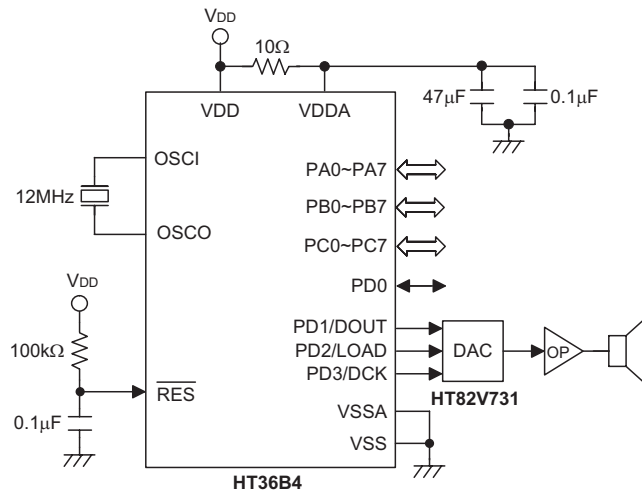 VDD
10Ω
VDD
VDDA
47μF
0.1μF
OSCI
12MHz
OSCO
PA0~PA7
PB0~PB7
PC0~PC7
PD0
VDD
100kΩ
RES
0.1μF
PD1/DOUT
PD2/LOAD
PD3/DCK
DAC
OP
HT82V731
VSSA
VSS
HT36B4